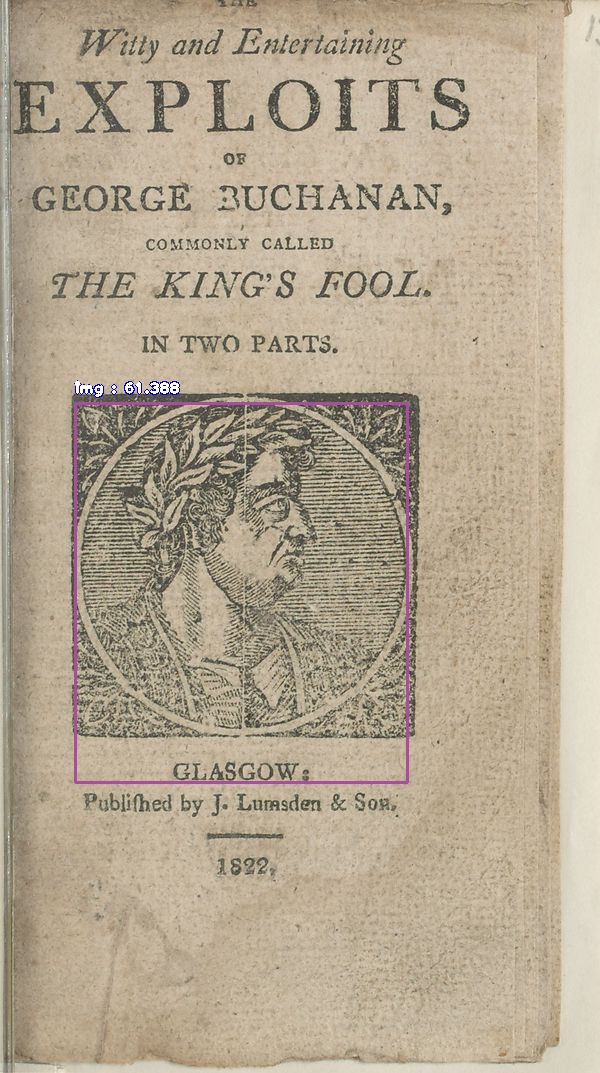 THE
Witty and Entertaining
EXPLOITS
OF
GEORGE BUCHANAN,
COMMONLY CALLED
THE KING'S FOOL.
IN TWO PARTS.
Img : 61.388
GLASGOW:
Publiſhed by J. Lumsden & Son.
1822.